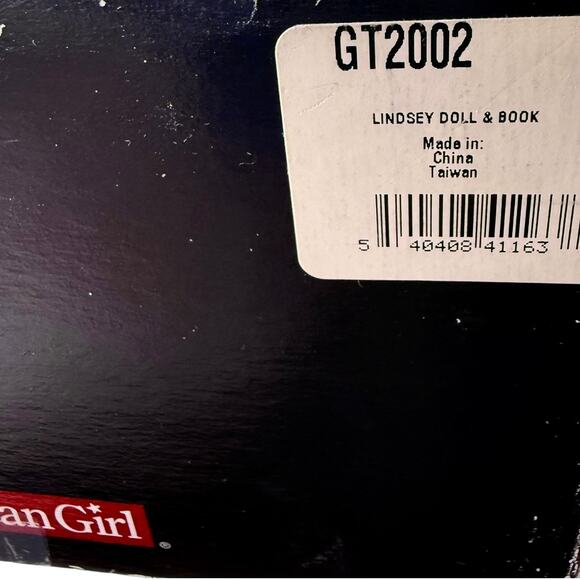 GT2002
LINDSEY DOLL & BOOK
Made in:
China
Taiwan
5 40408 41163
an Girl
®